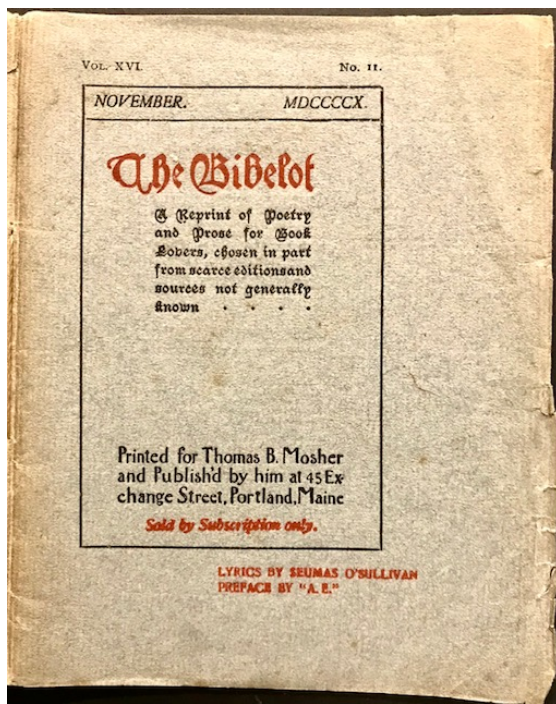 VOL. XVI. No. 11.
NOVEMBER. MDCCCCX.
The Bibelot
A Reprint of Poetry
and Prose for Book
Lovers, chosen in part
from scarce editions and
sources not generally
known . . . .
Printed for Thomas B. Mosher
and Publish'd by him at 45 Ex-
change Street, Portland, Maine
Sold by Subscription only.
LYRICS BY SEUMAS O'SULLIVAN
PREFACE BY "A. E."